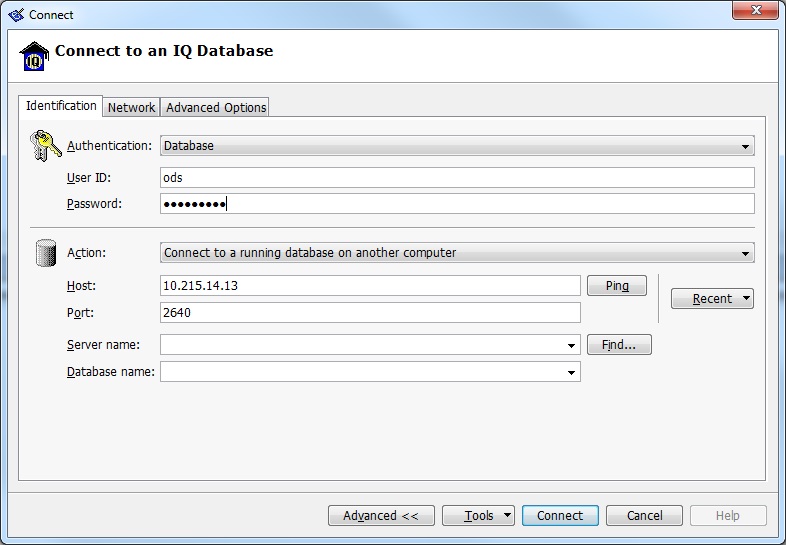 Connect
IQ
Connect to an IQ Database
Identification Network Advanced Options
Authentication: Database
User ID: ods
Password: •••••••••
Action: Connect to a running database on another computer
Host: 10.215.14.13 Ping
Recent
Port: 2640
Server name: Find...
Database name:
Advanced << Tools Connect Cancel Help